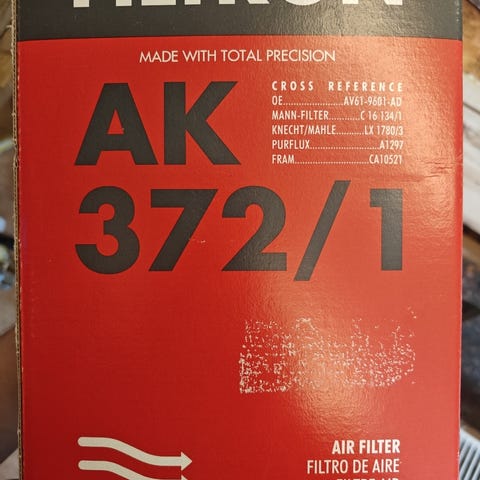 FILTRON
MADE WITH TOTAL PRECISION
AK
372/1
CROSS REFERENCE
OE......................AV61-9601-AD
MANN-FILTER...........C 16 134/1
KNECHT/MAHLE.........LX 1780/3
PURFLUX.........................A1297
FRAM...........................CA10521
AIR FILTER
FILTRO DE AIRE